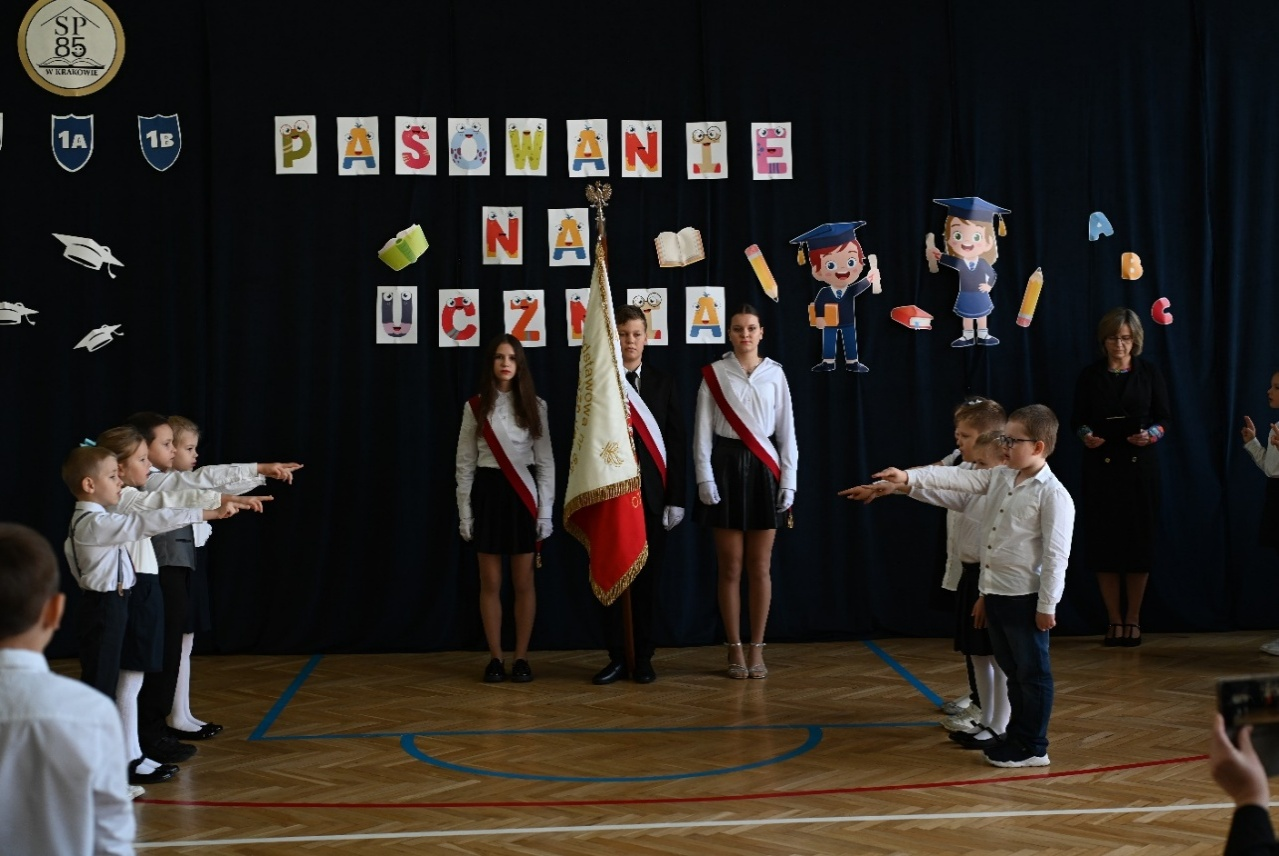 SP
85
W KRAKOWIE
1A
1B
PASOWANIE
NA
UCZNIA
A
B
C